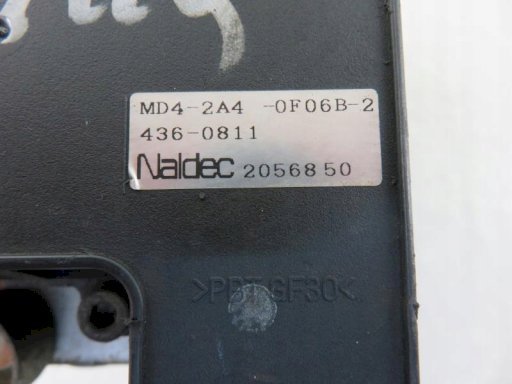 MD4-2A4 -0F06B-2
436-0811
Naldec 2056850
>PBT GF30<